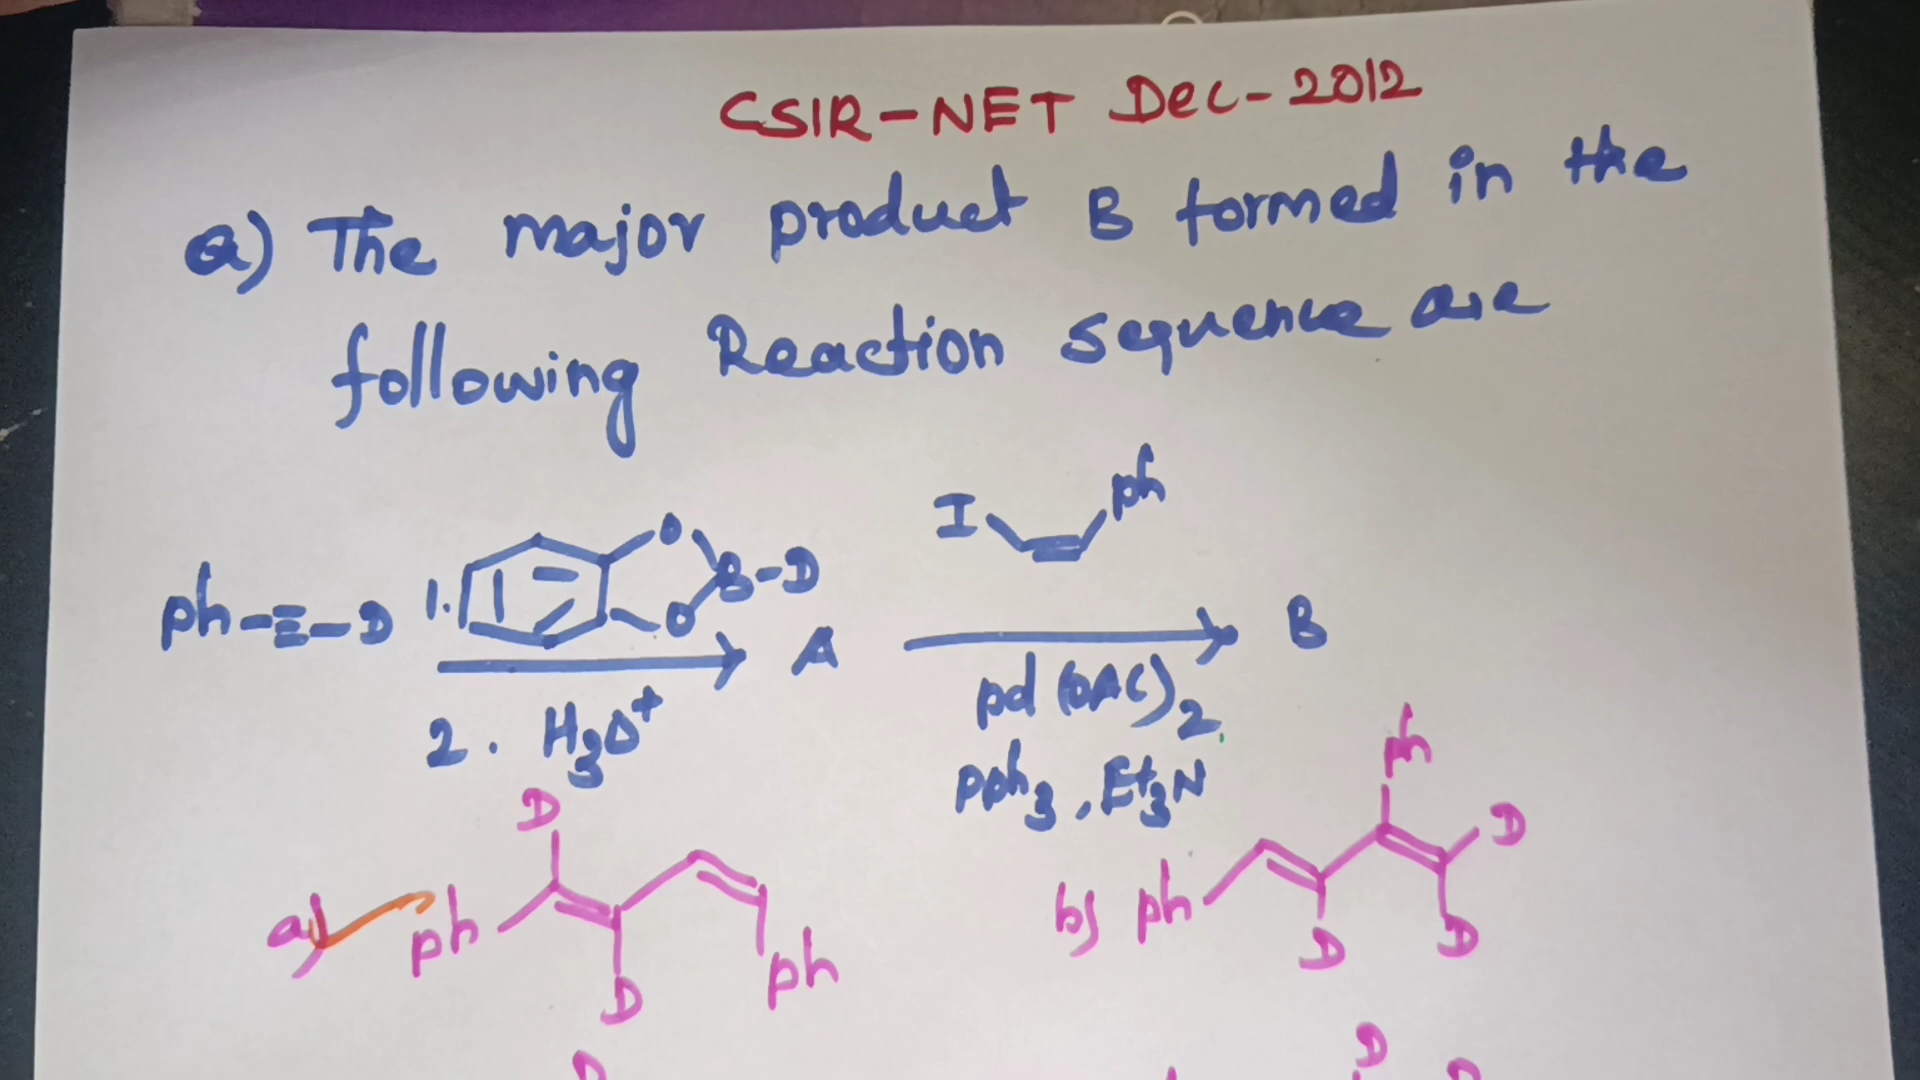 CSIR-NET Dec-2012
Q) The major product B formed in the
following Reaction sequence are
I ph
ph-≡-D 1. O B-D O A B
2. H3O+
pd (OAC)2
pph3, Et3N
a) ph D D ph
b) ph D ph D D
D D D